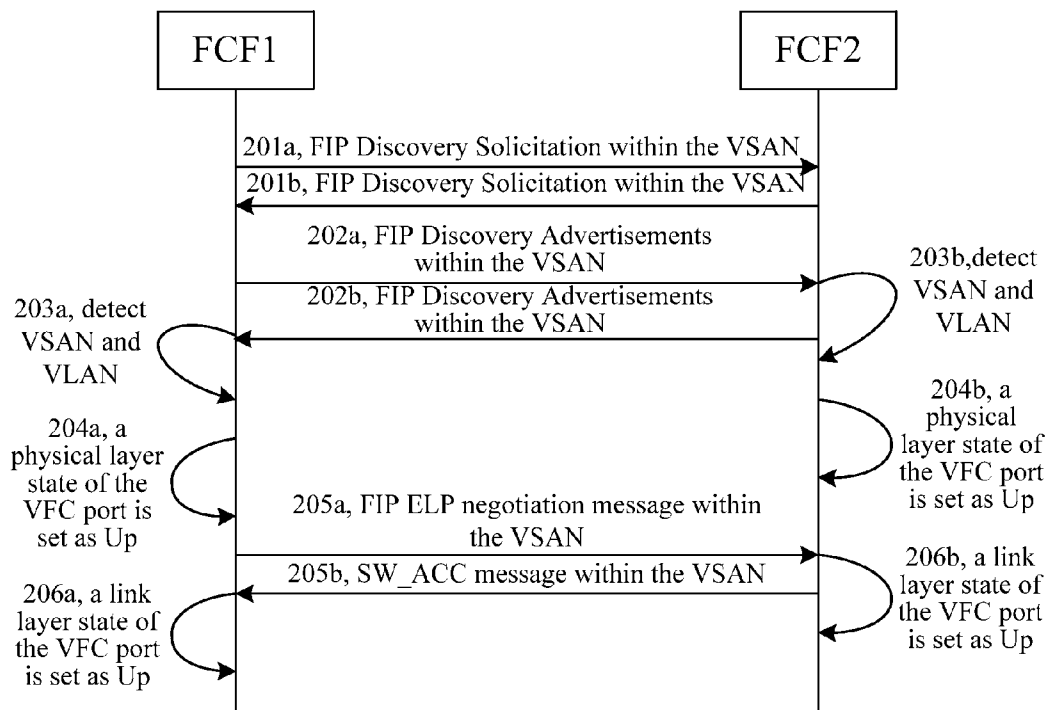 FCF1
FCF2
201a, FIP Discovery Solicitation within the VSAN
201b, FIP Discovery Solicitation within the VSAN
202a, FIP Discovery Advertisements
within the VSAN
203b,detect
VSAN and
VLAN
202b, FIP Discovery Advertisements
within the VSAN
203a, detect
VSAN and
VLAN
204a, a
physical layer
state of the
VFC port is
set as Up
204b, a
physical
layer state of
the VFC port
is set as Up
205a, FIP ELP negotiation message within
the VSAN
205b, SW_ACC message within the VSAN
206a, a link
layer state of
the VFC port
is set as Up
206b, a link
layer state of
the VFC port
is set as Up